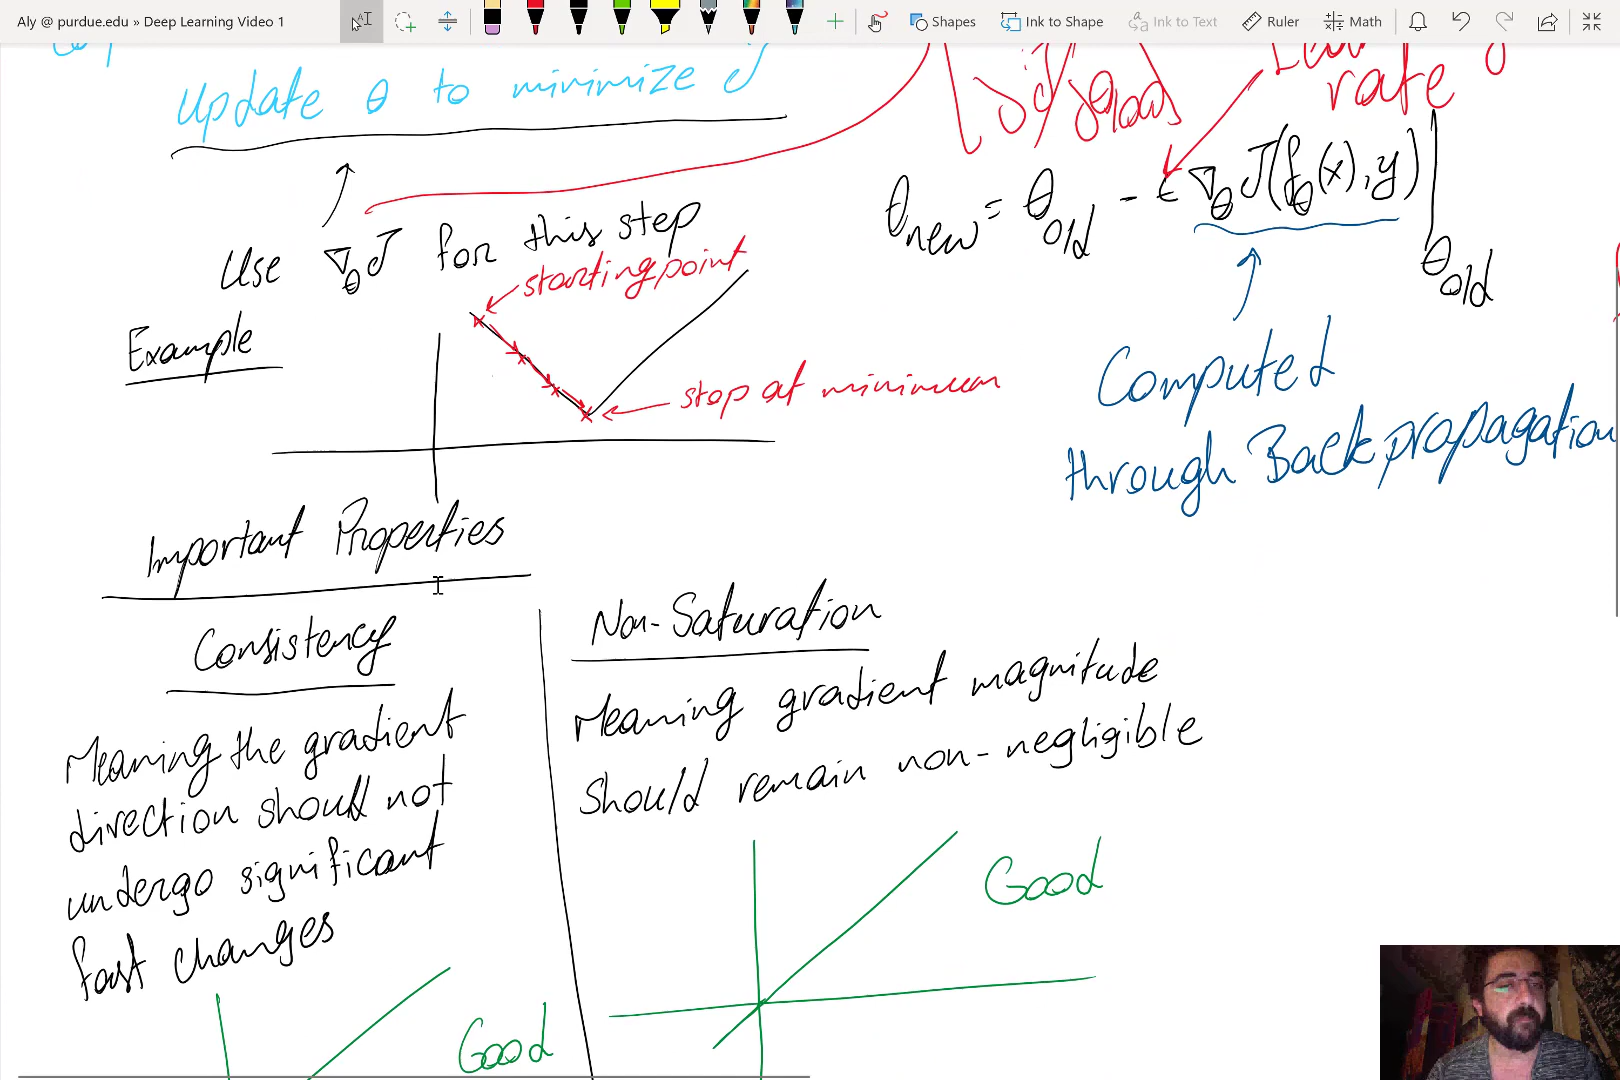 Aly @ purdue.edu » Deep Learning Video 1
Shapes
Ink to Shape
Ink to Text
Ruler
Math
Update θ to minimize J
rate
θnew = θold - ϵ ∇θ J(fθ(x), y) | θold
Use ∇θJ for this step
starting point
Example
stop at minimum
Computed
through Backpropagation
Important Properties
Consistency
Meaning the gradient
direction should not
undergo significant
fast changes
Good
Non-Saturation
Meaning gradient magnitude
should remain non-negligible
Good